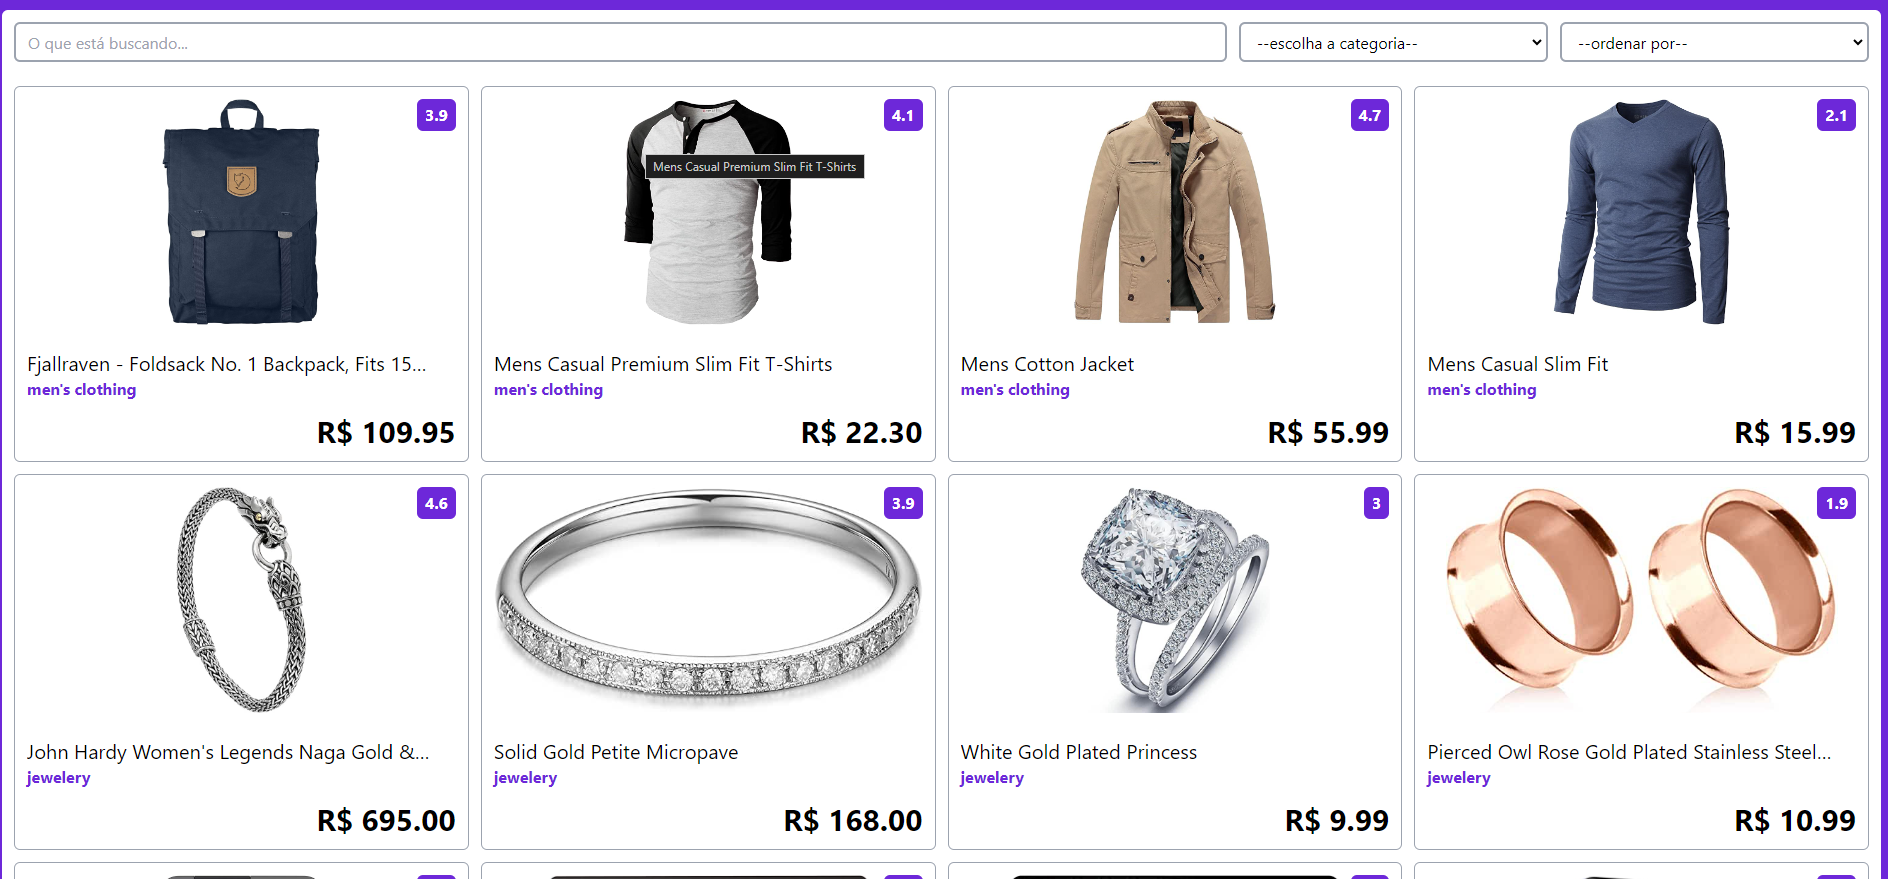 O que está buscando...
--escolha a categoria--
--ordenar por--
3.9
Fjallraven - Foldsack No. 1 Backpack, Fits 15...
men's clothing
R$ 109.95
4.1
Mens Casual Premium Slim Fit T-Shirts
Mens Casual Premium Slim Fit T-Shirts
men's clothing
R$ 22.30
4.7
Mens Cotton Jacket
men's clothing
R$ 55.99
2.1
Mens Casual Slim Fit
men's clothing
R$ 15.99
4.6
John Hardy Women's Legends Naga Gold &...
jewelery
R$ 695.00
3.9
Solid Gold Petite Micropave
jewelery
R$ 168.00
3
White Gold Plated Princess
jewelery
R$ 9.99
1.9
Pierced Owl Rose Gold Plated Stainless Steel...
jewelery
R$ 10.99